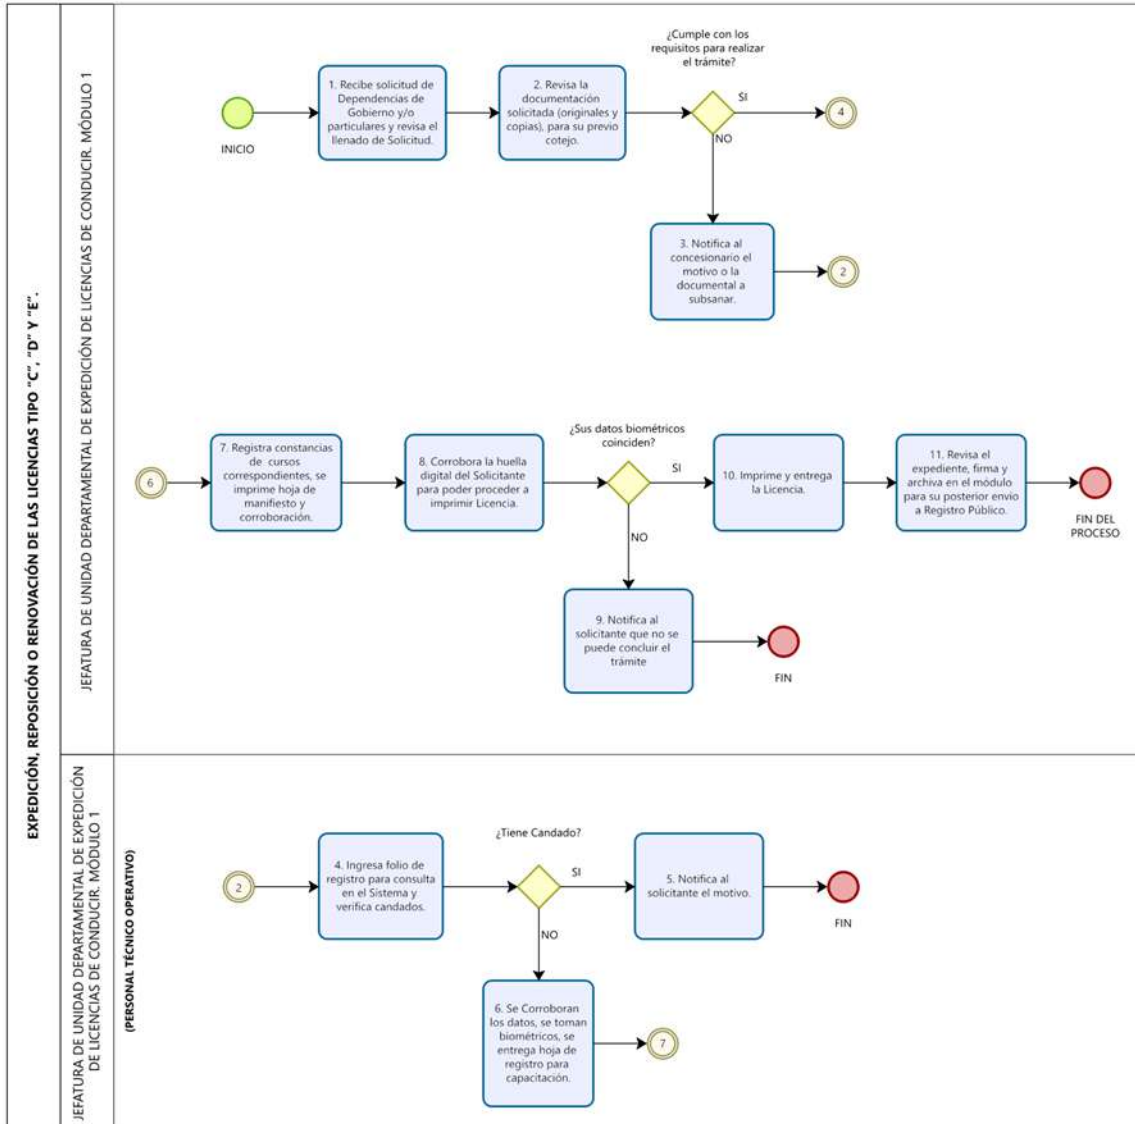 EXPEDICIÓN, REPOSICIÓN O RENOVACIÓN DE LAS LICENCIAS TIPO "C", "D" Y "E".
JEFATURA DE UNIDAD DEPARTAMENTAL DE EXPEDICIÓN DE LICENCIAS DE CONDUCIR. MÓDULO 1
INICIO
1. Recibe solicitud de
Dependencias de
Gobierno y/o
particulares y revisa el
llenado de Solicitud.
2. Revisa la
documentación
solicitada (originales y
copias), para su previo
cotejo.
¿Cumple con los
requisitos para realizar
el trámite?
SI
4
NO
3. Notifica al
concesionario el
motivo o la
documental a
subsanar.
2
6
7. Registra constancias
de cursos
correspondientes, se
imprime hoja de
manifiesto y
corroboración.
8. Corrobora la huella
digital del Solicitante
para poder proceder a
imprimir Licencia.
¿Sus datos biométricos
coinciden?
SI
10. Imprime y entrega
la Licencia.
11. Revisa el
expediente, firma y
archiva en el módulo
para su posterior envío
a Registro Público.
FIN DEL
PROCESO
NO
9. Notifica al
solicitante que no se
puede concluir el
trámite
FIN
JEFATURA DE UNIDAD DEPARTAMENTAL DE EXPEDICIÓN
DE LICENCIAS DE CONDUCIR. MÓDULO 1
(PERSONAL TÉCNICO OPERATIVO)
2
4. Ingresa folio de
registro para consulta
en el Sistema y
verifica candados.
¿Tiene Candado?
SI
5. Notifica al
solicitante el motivo.
FIN
NO
6. Se Corroboran
los datos, se toman
biométricos, se
entrega hoja de
registro para
capacitación.
7